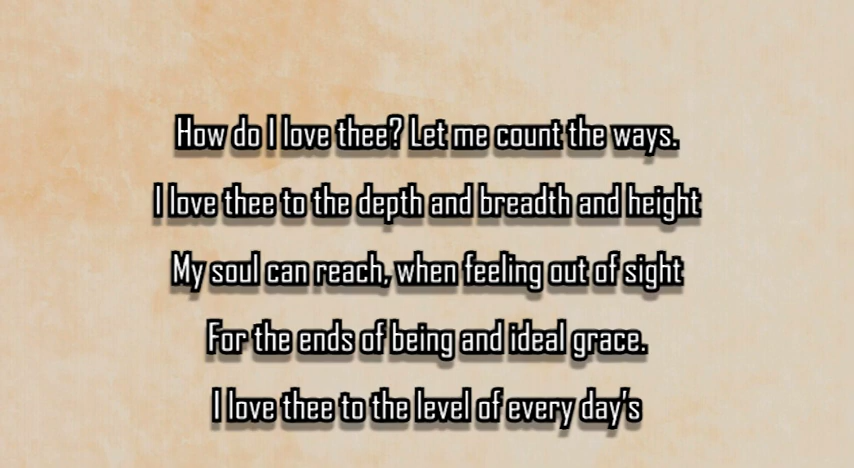 How do I love thee? Let me count the ways.
I love thee to the depth and breadth and height
My soul can reach, when feeling out of sight
For the ends of being and ideal grace.
I love thee to the level of every day's